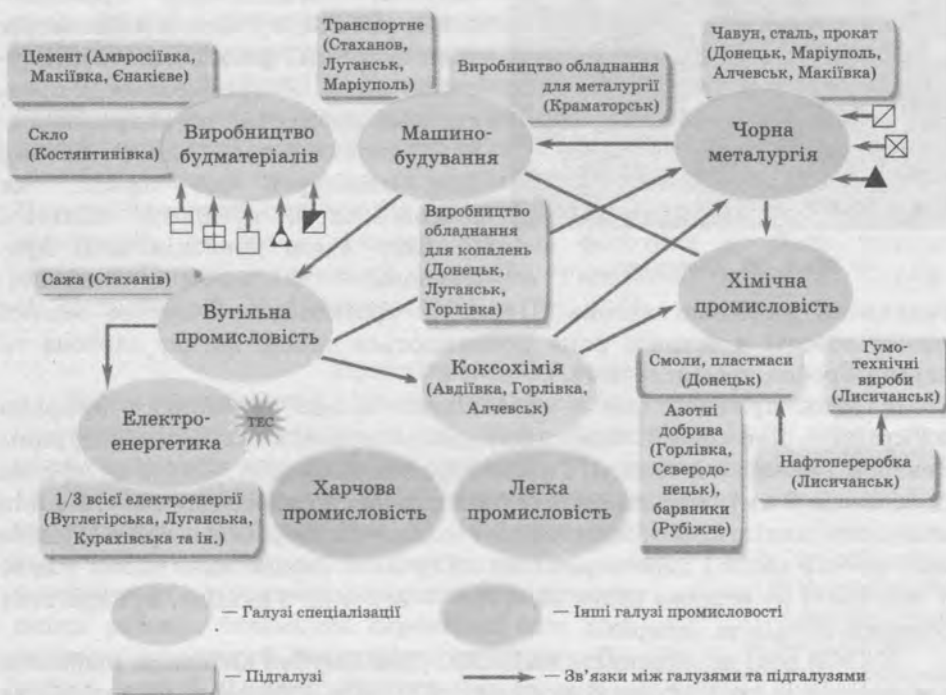 Транспортне
(Стаханов,
Луганськ,
Маріуполь)
Чавун, сталь, прокат
(Донецьк, Маріуполь,
Алчевськ, Макіївка)
Цемент (Амвросіївка,
Макіївка, Єнакієве)
Виробництво обладнання
для металургії
(Краматорськ)
Скло
(Костянтинівка)
Виробництво
будматеріалів
Машино-
будування
Чорна
металургія
Виробництво
обладнання
для копалень
(Донецьк,
Луганськ,
Горлівка)
Сажа (Стаханів)
Вугільна
промисловість
Хімічна
промисловість
Коксохімія
(Авдіївка, Горлівка,
Алчевськ)
Смоли, пластмаси
(Донецьк)
Гумо-
технічні
вироби
(Лисичанськ)
Електро-
енергетика
ТЕС
Азотні
добрива
(Горлівка,
Сєверодо-
нецьк),
барвники
(Рубіжне)
Нафтопереробка
(Лисичанськ)
1/3 всієї електроенергії
(Вуглегірська, Луганська,
Курахівська та ін.)
Харчова
промисловість
Легка
промисловість
— Галузі спеціалізації
— Інші галузі промисловості
— Підгалузі
— Зв'язки між галузями та підгалузями